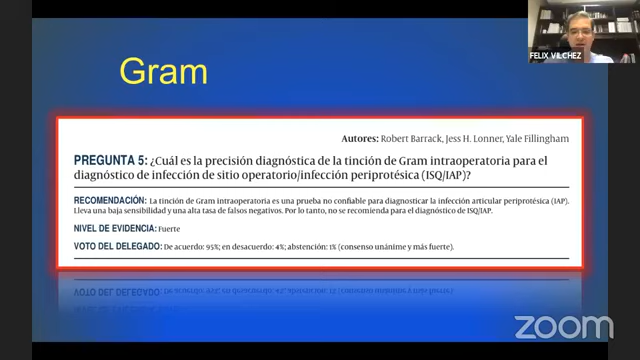 FELIX VILCHEZ
Gram
Autores: Robert Barrack, Jess H. Lonner, Yale Fillingham
PREGUNTA 5: ¿Cuál es la precisión diagnóstica de la tinción de Gram intraoperatoria para el
diagnóstico de infección de sitio operatorio/infección periprotésica (ISQ/IAP)?
RECOMENDACIÓN: La tinción de Gram intraoperatoria es una prueba no confiable para diagnosticar la infección articular periprotésica (IAP).
Lleva una baja sensibilidad y una alta tasa de falsos negativos. Por lo tanto, no se recomienda para el diagnóstico de ISQ/IAP.
NIVEL DE EVIDENCIA: Fuerte
VOTO DEL DELEGADO: De acuerdo: 95%; en desacuerdo: 4%; abstención: 1% (consenso unánime y más fuerte).
zoom